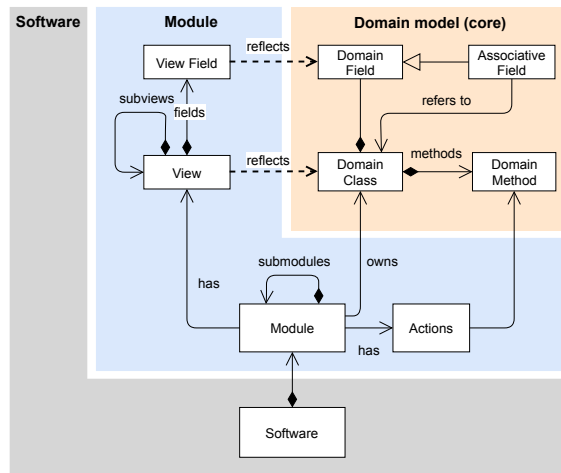 Software
Module
Domain model (core)
View Field
reflects
Domain
Field
Associative
Field
subviews
fields
refers to
View
reflects
Domain
Class
methods
Domain
Method
has
submodules
owns
Module
has
Actions
Software